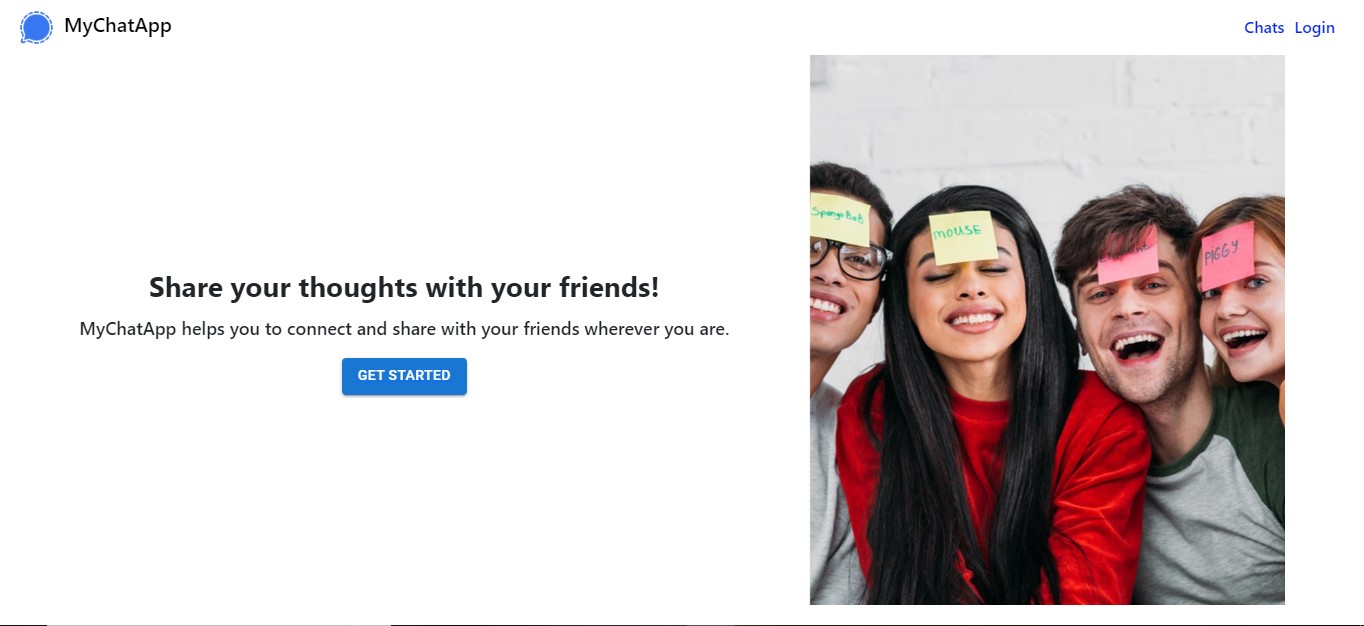 MyChatApp
Chats Login
Share your thoughts with your friends!
MyChatApp helps you to connect and share with your friends wherever you are.
GET STARTED
SpongeBoB
mouSE
PIGGY